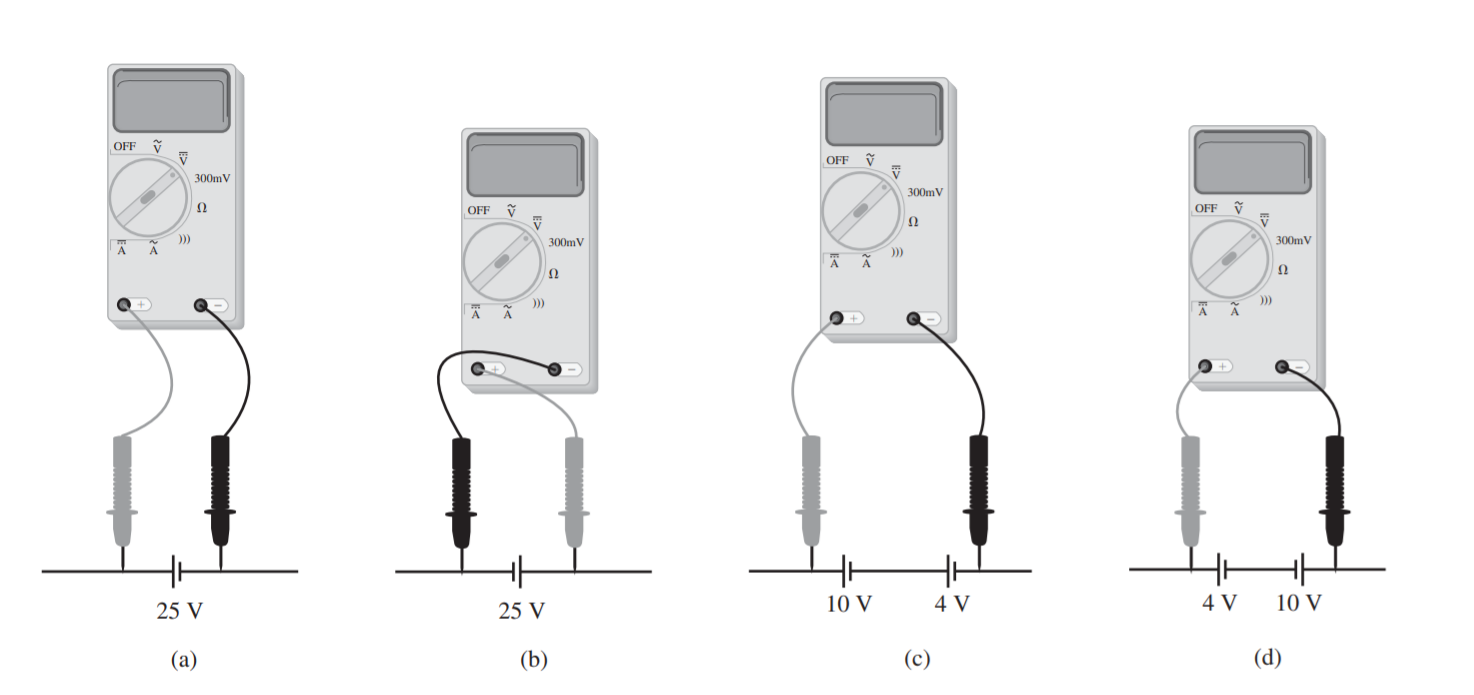 OFF Ṽ V̅
300mV
Ω
)))
A̅ Ã
+ −
25 V
(a)
OFF Ṽ V̅
300mV
Ω
)))
A̅ Ã
+ −
25 V
(b)
OFF Ṽ V̅
300mV
Ω
)))
A̅ Ã
+ −
10 V 4 V
(c)
OFF Ṽ V̅
300mV
Ω
)))
A̅ Ã
+ −
4 V 10 V
(d)